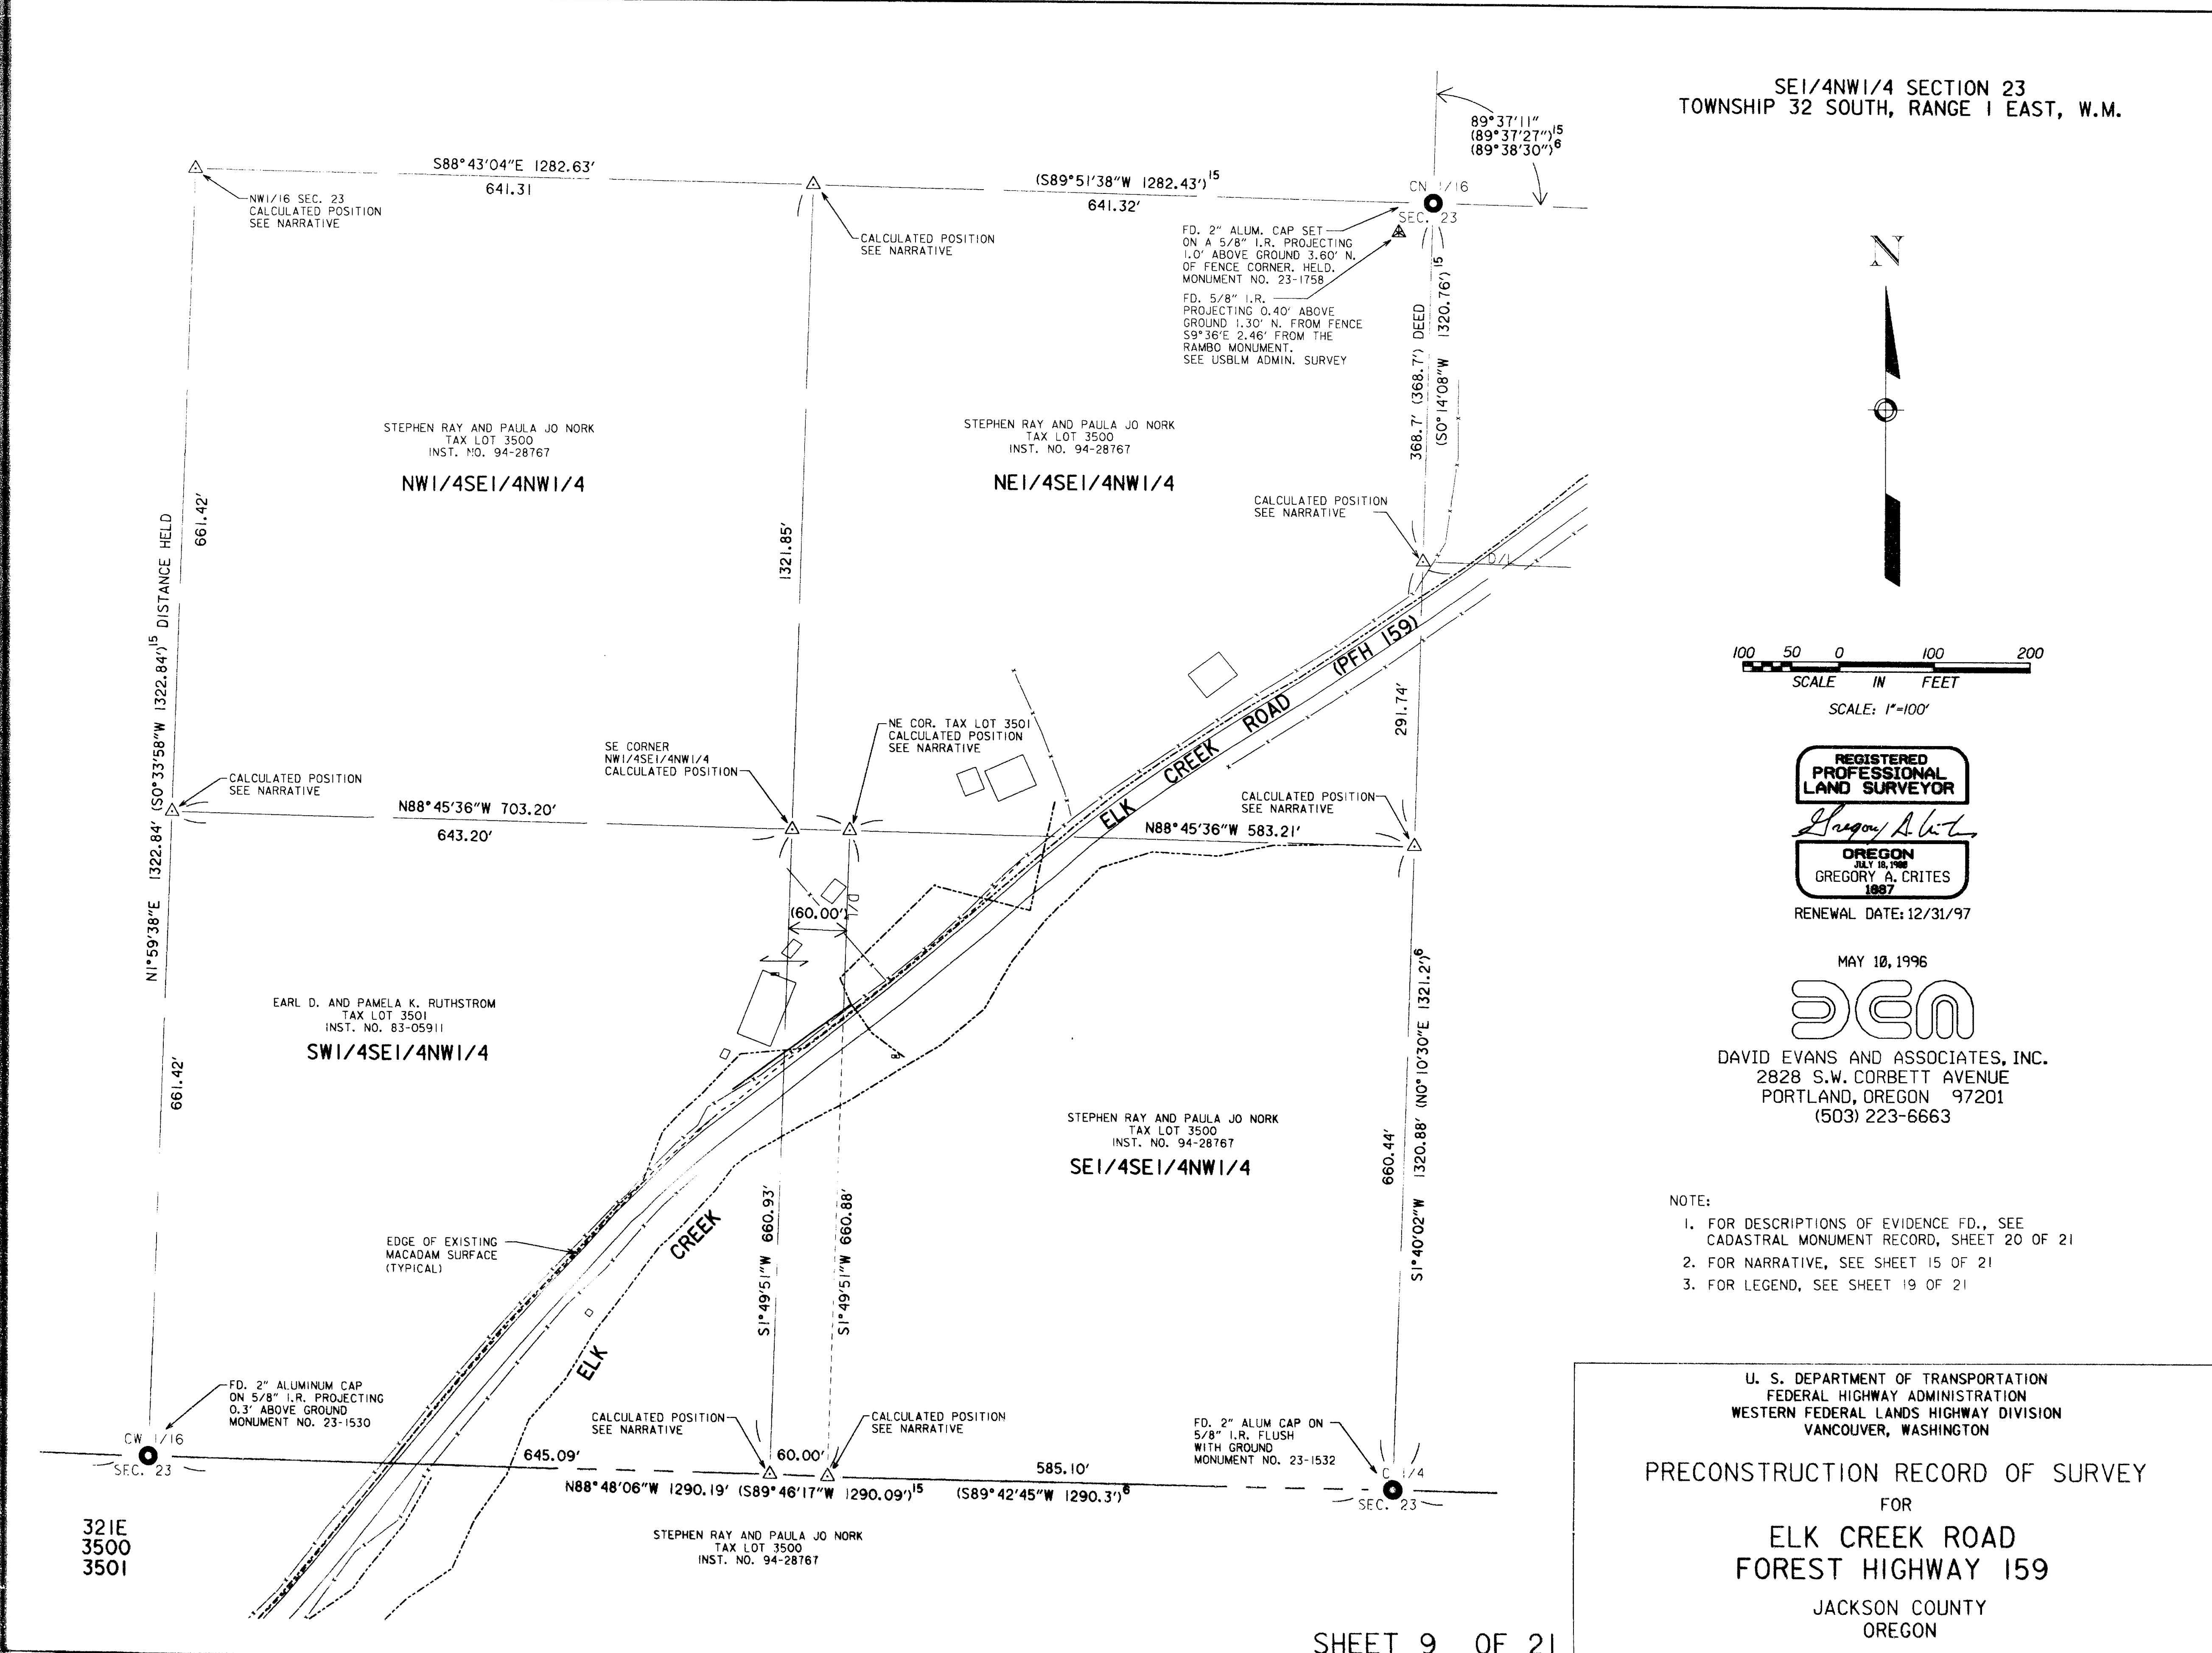 SE1/4NW1/4 SECTION 23
TOWNSHIP 32 SOUTH, RANGE 1 EAST, W.M.
89°37'11"
(89°37'27")15
(89°38'30")6
S88°43'04"E 1282.63'
641.31
(S89°51'38"W 1282.43')15
641.32'
NW1/16 SEC. 23
CALCULATED POSITION
SEE NARRATIVE
CALCULATED POSITION
SEE NARRATIVE
CN 1/16
SEC. 23
FD. 2" ALUM. CAP SET
ON A 5/8" I.R. PROJECTING
1.0' ABOVE GROUND 3.60' N.
OF FENCE CORNER. HELD.
MONUMENT NO. 23-1758
FD. 5/8" I.R.
PROJECTING 0.40' ABOVE
GROUND 1.30' N. FROM FENCE
S9°36'E 2.46' FROM THE
RAMBO MONUMENT.
SEE USBLM ADMIN. SURVEY
368.7' (368.7') DEED
(S0°14'08"W 1320.76')15
N
STEPHEN RAY AND PAULA JO NORK
TAX LOT 3500
INST. NO. 94-28767
NW1/4SE1/4NW1/4
STEPHEN RAY AND PAULA JO NORK
TAX LOT 3500
INST. NO. 94-28767
NE1/4SE1/4NW1/4
661.42'
N1°59'38"E 1322.84' (S0°33'58"W 1322.84')15 DISTANCE HELD
1321.85'
CALCULATED POSITION
SEE NARRATIVE
D/L
ELK CREEK ROAD (PFH 159)
291.74'
100 50 0 100 200
SCALE IN FEET
SCALE: 1"=100'
REGISTERED
PROFESSIONAL
LAND SURVEYOR
Gregory A. Crites
OREGON
JULY 18, 1980
GREGORY A. CRITES
1887
RENEWAL DATE: 12/31/97
CALCULATED POSITION
SEE NARRATIVE
N88°45'36"W 703.20'
643.20'
SE CORNER
NW1/4SE1/4NW1/4
CALCULATED POSITION
NE COR. TAX LOT 3501
CALCULATED POSITION
SEE NARRATIVE
CALCULATED POSITION
SEE NARRATIVE
N88°45'36"W 583.21'
D/L
(60.00')
MAY 10, 1996
DEA
DAVID EVANS AND ASSOCIATES, INC.
2828 S.W. CORBETT AVENUE
PORTLAND, OREGON 97201
(503) 223-6663
EARL D. AND PAMELA K. RUTHSTROM
TAX LOT 3501
INST. NO. 83-05911
SW1/4SE1/4NW1/4
661.42'
STEPHEN RAY AND PAULA JO NORK
TAX LOT 3500
INST. NO. 94-28767
SE1/4SE1/4NW1/4
S1°49'51"W 660.93'
S1°49'51"W 660.88'
660.44'
S1°40'02"W 1320.88' (N0°10'30"E 1321.2')6
EDGE OF EXISTING
MACADAM SURFACE
(TYPICAL)
ELK CREEK
NOTE:
1. FOR DESCRIPTIONS OF EVIDENCE FD., SEE
CADASTRAL MONUMENT RECORD, SHEET 20 OF 21
2. FOR NARRATIVE, SEE SHEET 15 OF 21
3. FOR LEGEND, SEE SHEET 19 OF 21
FD. 2" ALUMINUM CAP
ON 5/8" I.R. PROJECTING
0.3' ABOVE GROUND
MONUMENT NO. 23-1530
CW 1/16
SEC. 23
CALCULATED POSITION
SEE NARRATIVE
CALCULATED POSITION
SEE NARRATIVE
FD. 2" ALUM CAP ON
5/8" I.R. FLUSH
WITH GROUND
MONUMENT NO. 23-1532
C 1/4
SEC. 23
645.09'
60.00'
585.10'
N88°48'06"W 1290.19' (S89°46'17"W 1290.09')15 (S89°42'45"W 1290.3')6
STEPHEN RAY AND PAULA JO NORK
TAX LOT 3500
INST. NO. 94-28767
321E
3500
3501
U. S. DEPARTMENT OF TRANSPORTATION
FEDERAL HIGHWAY ADMINISTRATION
WESTERN FEDERAL LANDS HIGHWAY DIVISION
VANCOUVER, WASHINGTON
PRECONSTRUCTION RECORD OF SURVEY
FOR
ELK CREEK ROAD
FOREST HIGHWAY 159
JACKSON COUNTY
OREGON
SHEET 9 OF 21